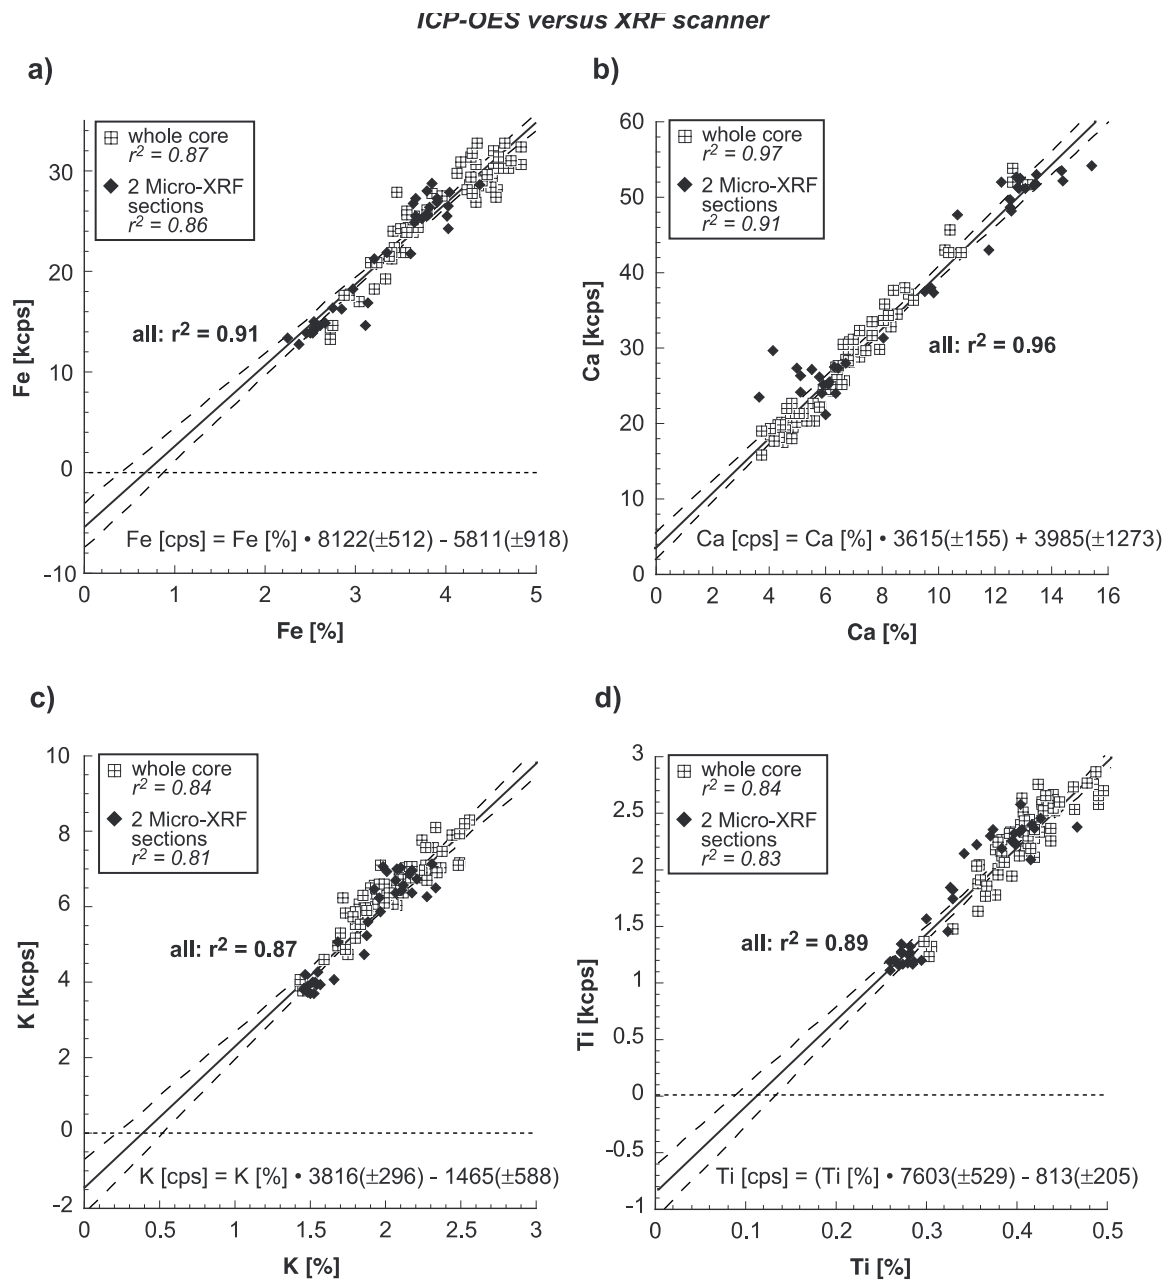 ICP-OES versus XRF scanner
a)
whole core
r² = 0.87
2 Micro-XRF
sections
r² = 0.86
all: r² = 0.91
Fe [cps] = Fe [%] • 8122(±512) - 5811(±918)
Fe [kcps]
30
20
10
0
-10
0 1 2 3 4 5
Fe [%]
b)
whole core
r² = 0.97
2 Micro-XRF
sections
r² = 0.91
all: r² = 0.96
Ca [cps] = Ca [%] • 3615(±155) + 3985(±1273)
Ca [kcps]
60
50
40
30
20
10
0
0 2 4 6 8 10 12 14 16
Ca [%]
c)
whole core
r² = 0.84
2 Micro-XRF
sections
r² = 0.81
all: r² = 0.87
K [cps] = K [%] • 3816(±296) - 1465(±588)
K [kcps]
10
8
6
4
2
0
-2
0 0.5 1 1.5 2 2.5 3
K [%]
d)
whole core
r² = 0.84
2 Micro-XRF
sections
r² = 0.83
all: r² = 0.89
Ti [cps] = (Ti [%] • 7603(±529) - 813(±205)
Ti [kcps]
3
2.5
2
1.5
1
0.5
0
-0.5
-1
0 0.1 0.2 0.3 0.4 0.5
Ti [%]